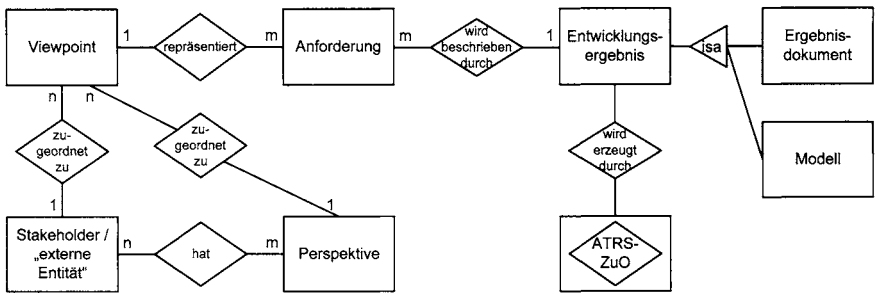 Viewpoint
1
repräsentiert
m
Anforderung
m
wird
beschrieben
durch
1
Entwicklungs-
ergebnis
isa
Ergebnis-
dokument
n
n
zu-
geordnet
zu
zu-
geordnet
zu
wird
erzeugt
durch
Modell
1
1
Stakeholder /
„externe
Entität“
n
hat
m
Perspektive
ATRS-
ZuO